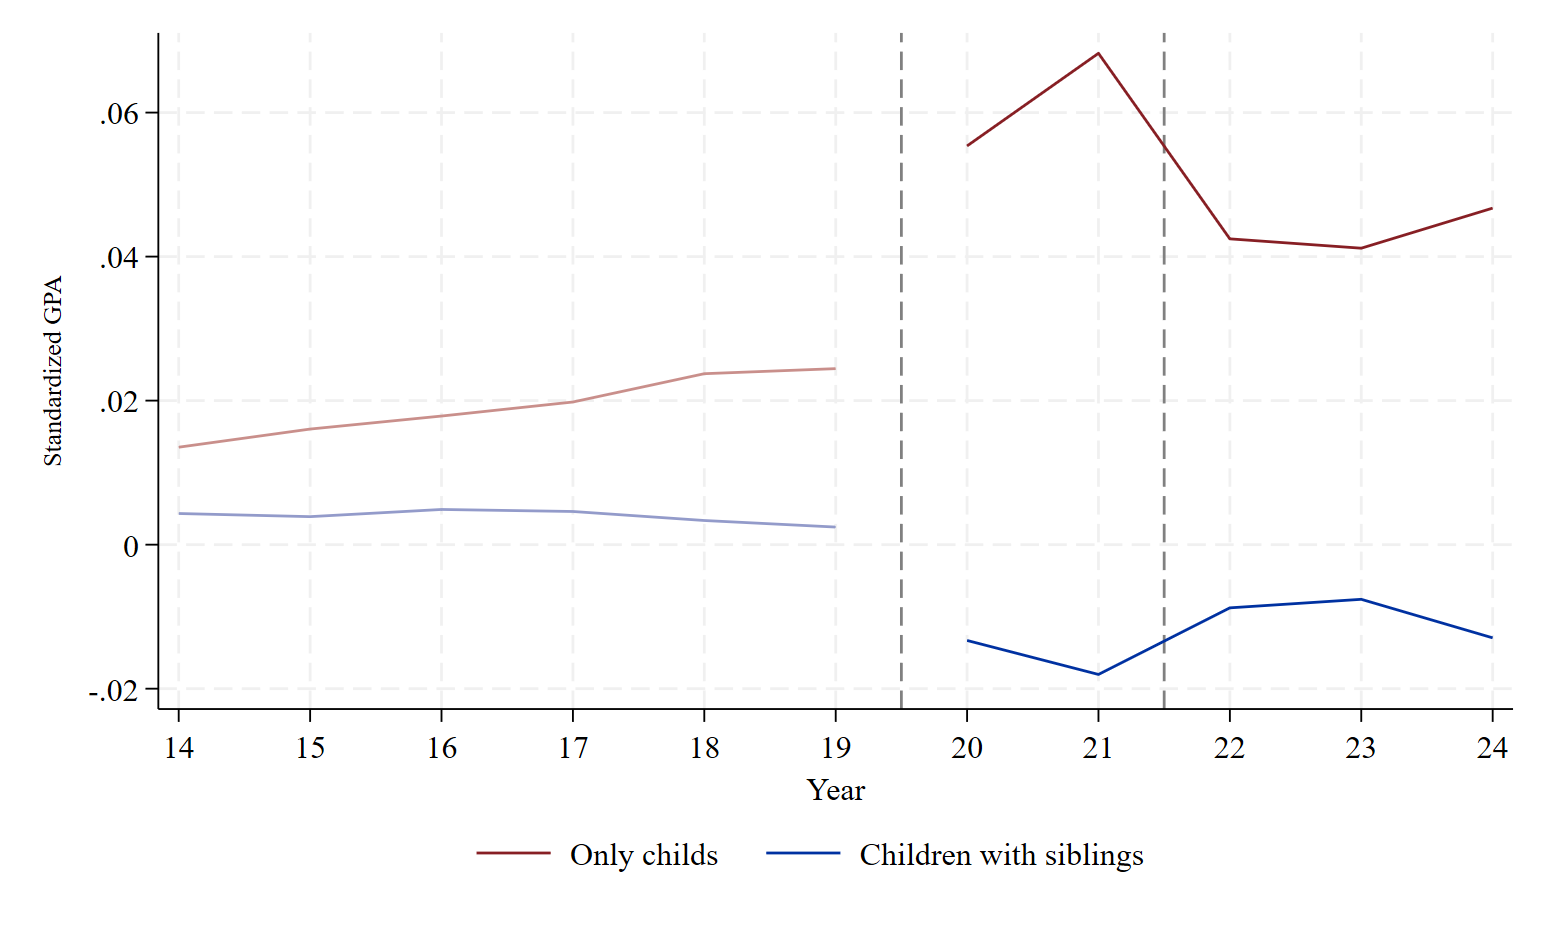 Standardized GPA
.06
.04
.02
0
-.02
14 15 16 17 18 19 20 21 22 23 24
Year
Only childs Children with siblings